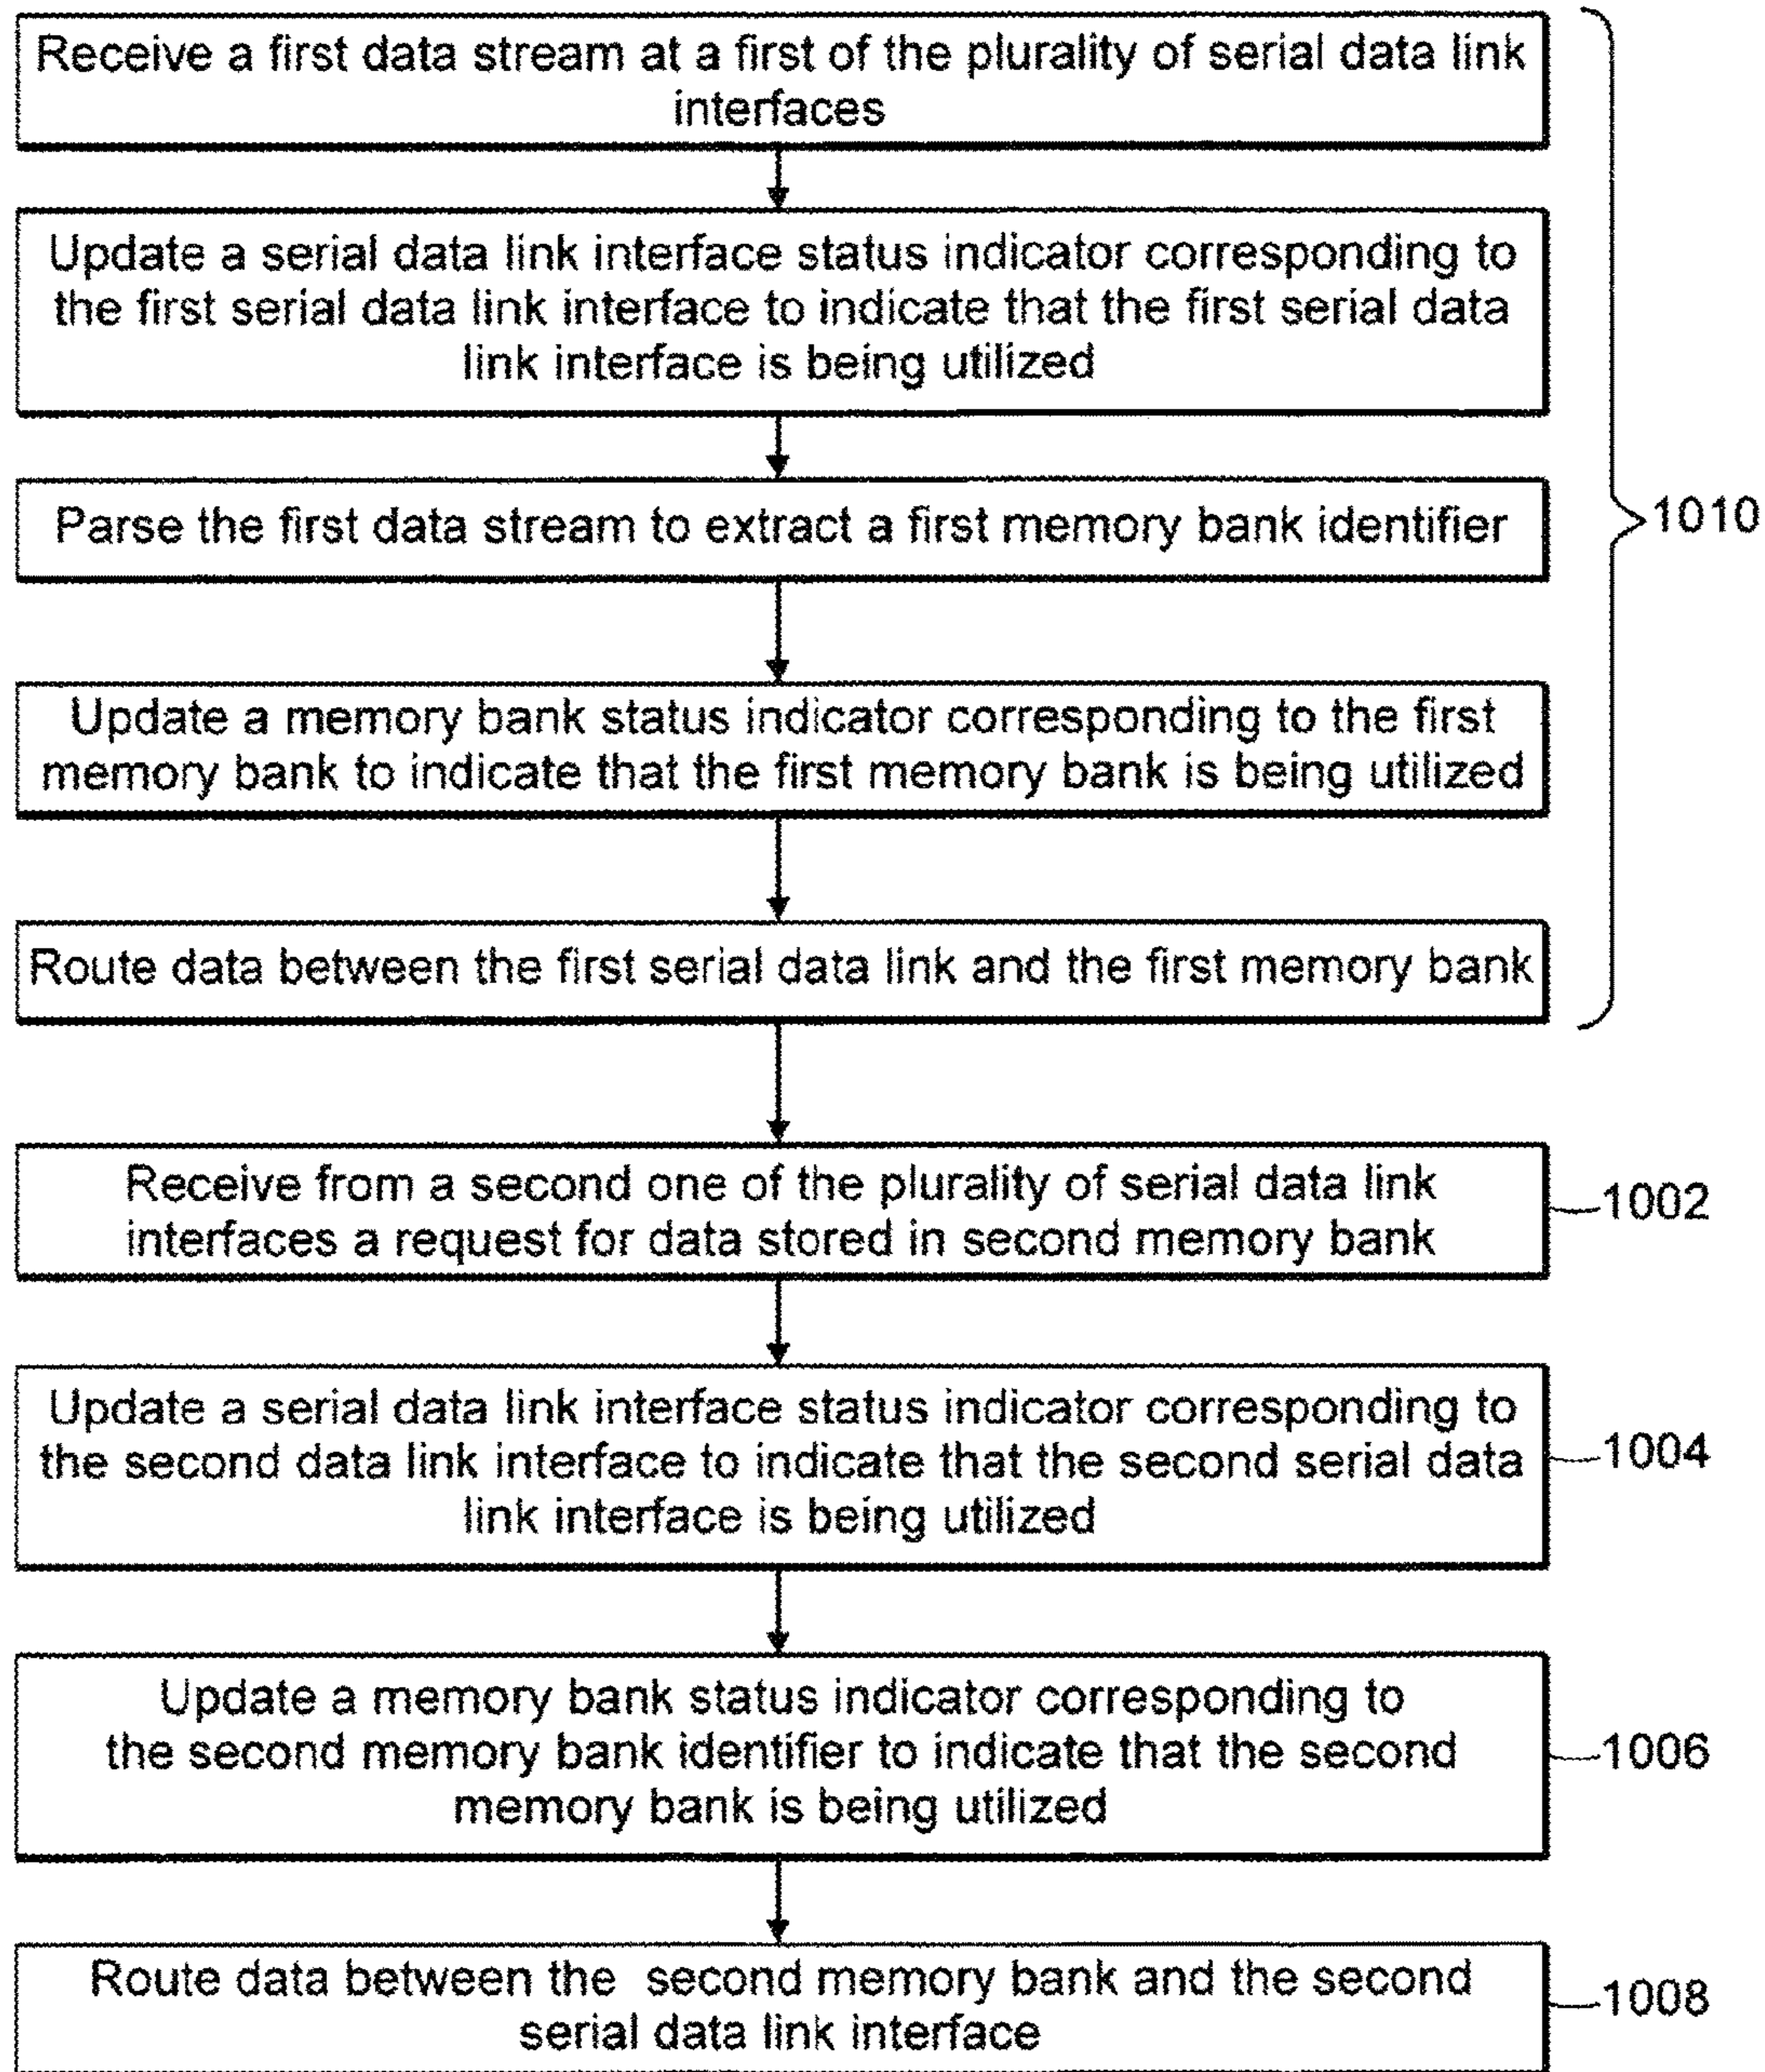 Receive a first data stream at a first of the plurality of serial data link
interfaces
Update a serial data link interface status indicator corresponding to
the first serial data link interface to indicate that the first serial data
link interface is being utilized
Parse the first data stream to extract a first memory bank identifier
1010
Update a memory bank status indicator corresponding to the first
memory bank to indicate that the first memory bank is being utilized
Route data between the first serial data link and the first memory bank
Receive from a second one of the plurality of serial data link
interfaces a request for data stored in second memory bank
1002
Update a serial data link interface status indicator corresponding to
the second data link interface to indicate that the second serial data
link interface is being utilized
1004
Update a memory bank status indicator corresponding to
the second memory bank identifier to indicate that the second
memory bank is being utilized
1006
Route data between the second memory bank and the second
serial data link interface
1008